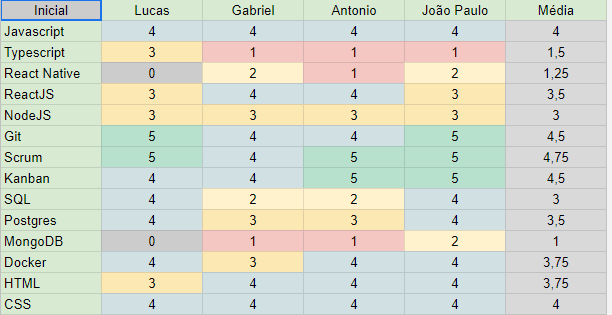 Inicial Lucas Gabriel Antonio João Paulo Média
Javascript 4 4 4 4 4
Typescript 3 1 1 1 1,5
React Native 0 2 1 2 1,25
ReactJS 3 4 4 3 3,5
NodeJS 3 3 3 3 3
Git 5 4 4 5 4,5
Scrum 5 4 5 5 4,75
Kanban 4 4 5 5 4,5
SQL 4 2 2 4 3
Postgres 4 3 3 4 3,5
MongoDB 0 1 1 2 1
Docker 4 3 4 4 3,75
HTML 3 4 4 4 3,75
CSS 4 4 4 4 4